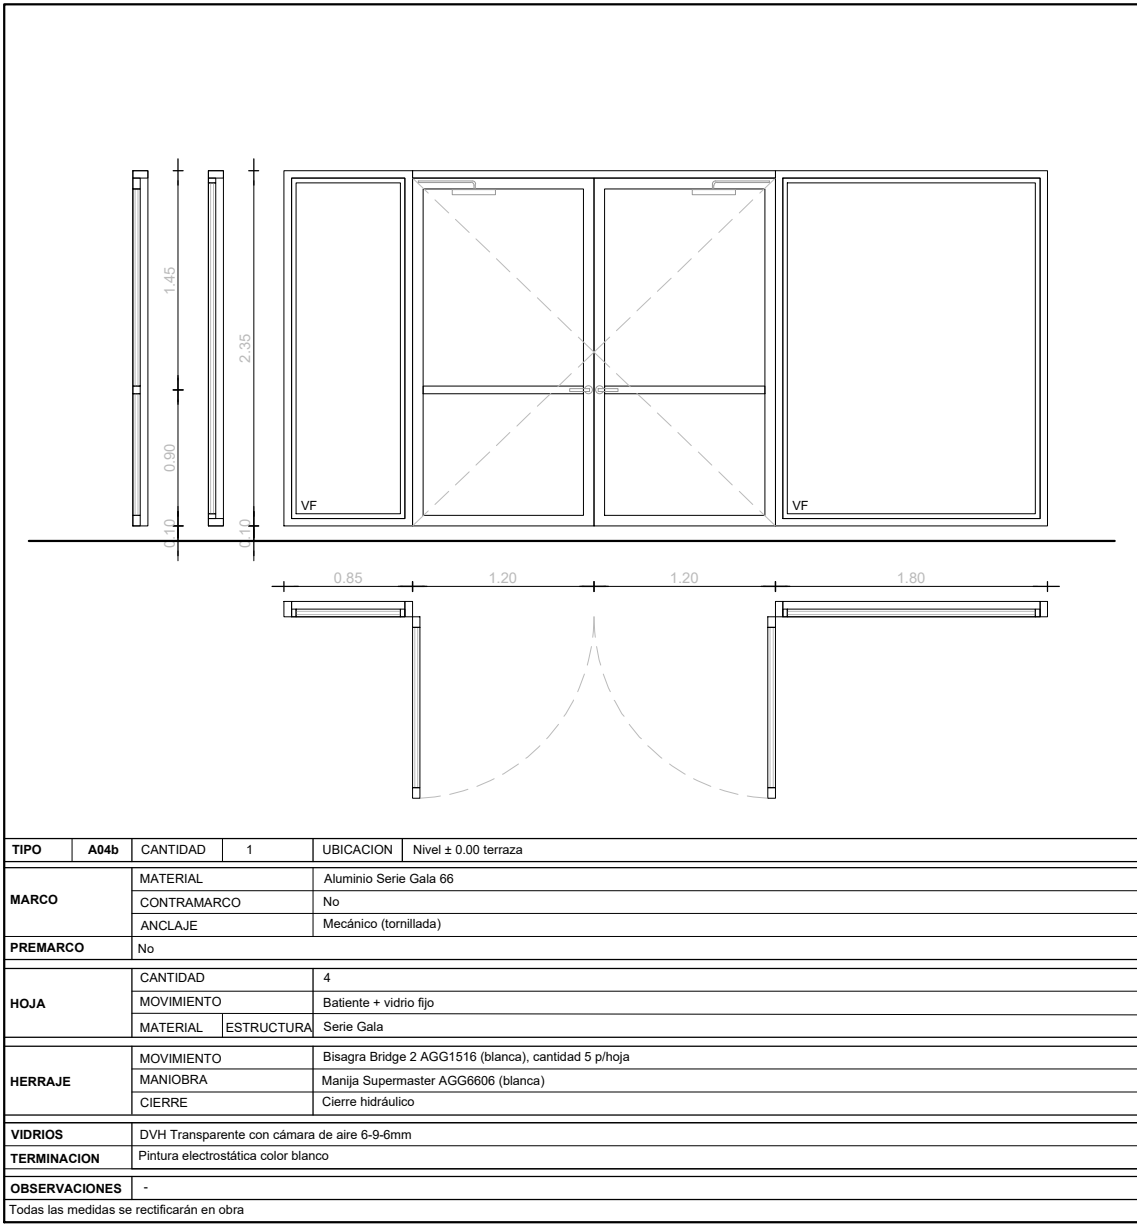 1.45
2.35
0.90
0.10
0.10
VF
VF
0.85
1.20
1.20
1.80
TIPO A04b CANTIDAD 1 UBICACION Nivel ± 0.00 terraza
MARCO
MATERIAL Aluminio Serie Gala 66
CONTRAMARCO No
ANCLAJE Mecánico (tornillada)
PREMARCO No
HOJA
CANTIDAD 4
MOVIMIENTO Batiente + vidrio fijo
MATERIAL ESTRUCTURA Serie Gala
HERRAJE
MOVIMIENTO Bisagra Bridge 2 AGG1516 (blanca), cantidad 5 p/hoja
MANIOBRA Manija Supermaster AGG6606 (blanca)
CIERRE Cierre hidráulico
VIDRIOS DVH Transparente con cámara de aire 6-9-6mm
TERMINACION Pintura electrostática color blanco
OBSERVACIONES -
Todas las medidas se rectificarán en obra